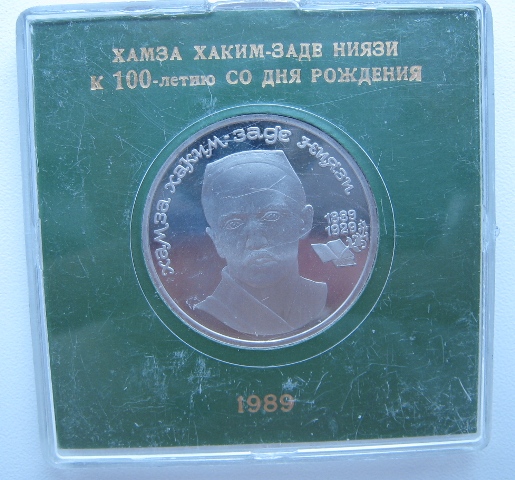 ХАМЗА ХАКИМ-ЗАДЕ НИЯЗИ
К 100-летию СО ДНЯ РОЖДЕНИЯ
хамза хаким-заде ниязи
1889
1929
1989